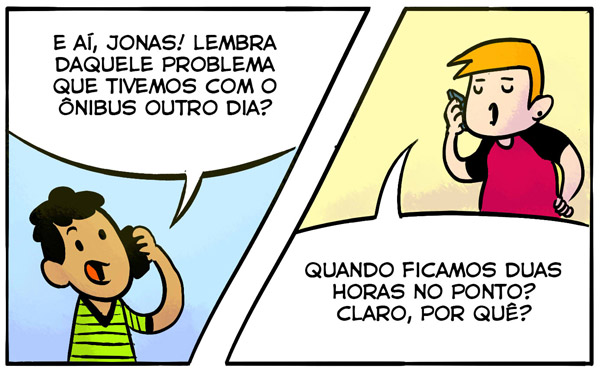 E AÍ, JONAS! LEMBRA
DAQUELE PROBLEMA
QUE TIVEMOS COM O
ÔNIBUS OUTRO DIA?
QUANDO FICAMOS DUAS
HORAS NO PONTO?
CLARO, POR QUÊ?